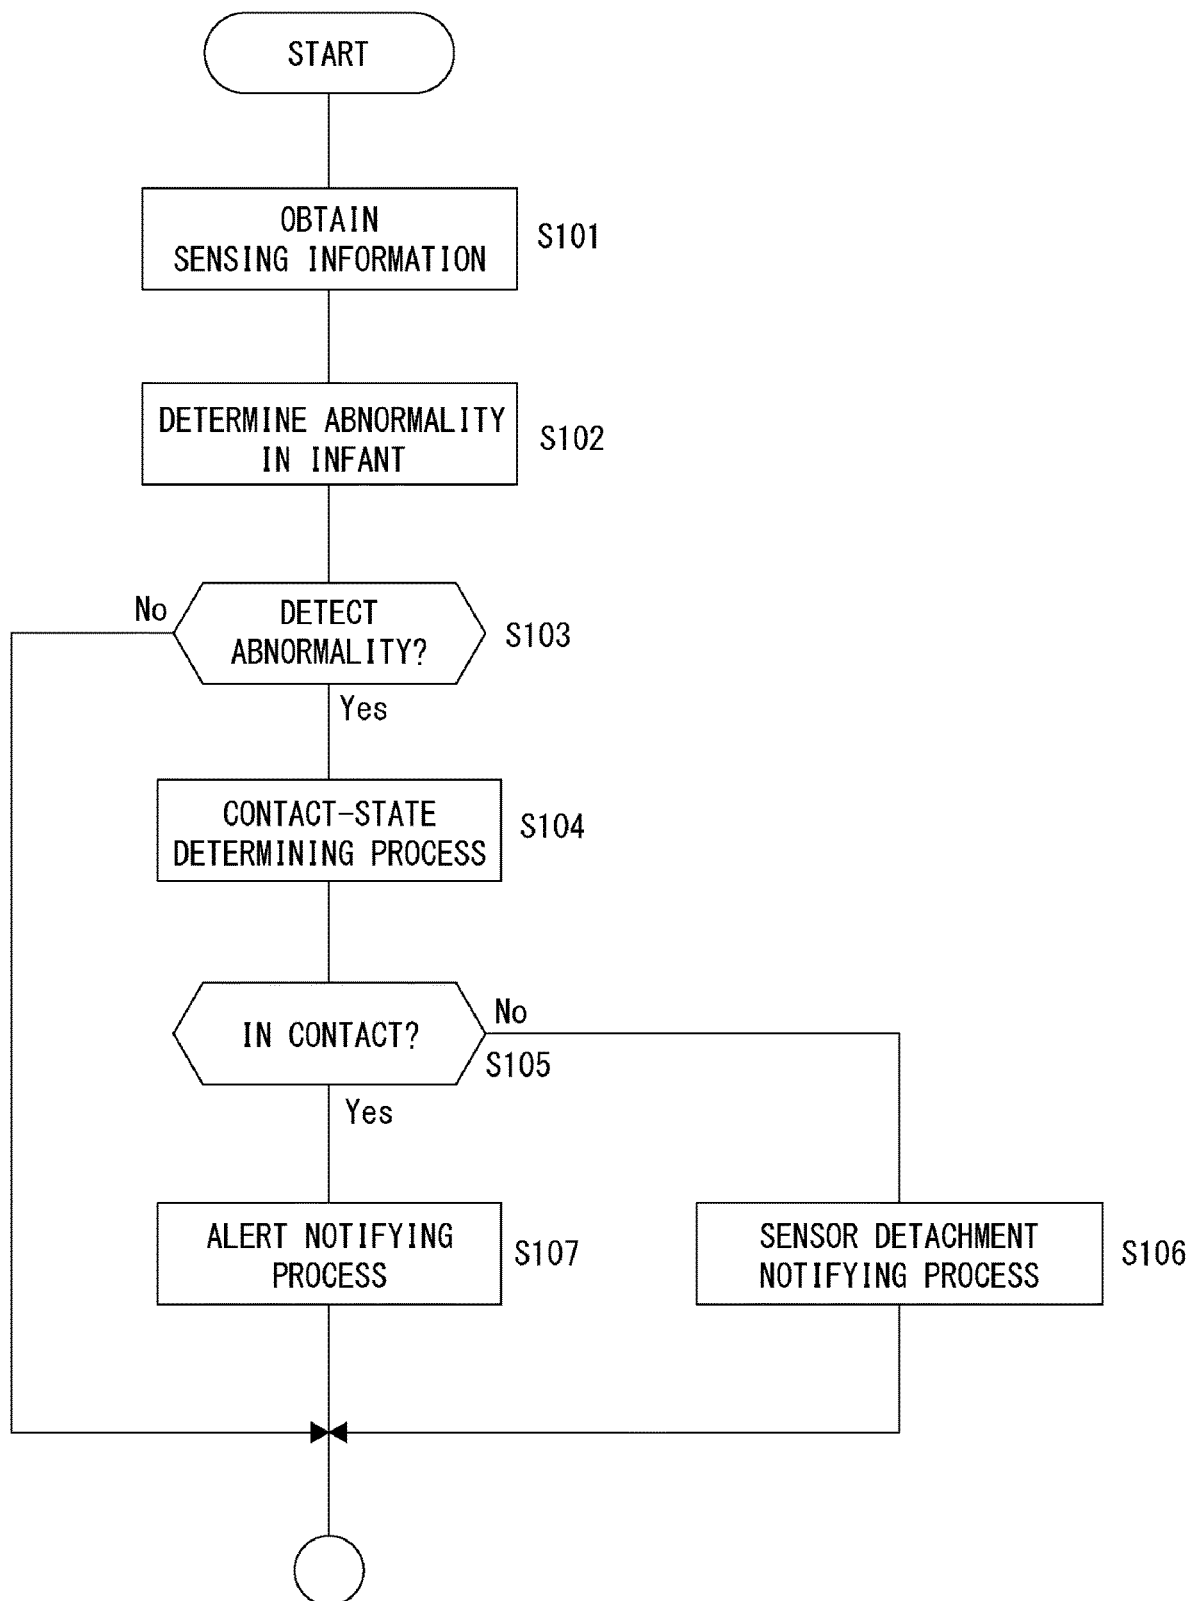 START
OBTAIN
SENSING INFORMATION
S101
DETERMINE ABNORMALITY
IN INFANT
S102
No
DETECT
ABNORMALITY?
S103
Yes
CONTACT-STATE
DETERMINING PROCESS
S104
IN CONTACT?
No
S105
Yes
ALERT NOTIFYING
PROCESS
S107
SENSOR DETACHMENT
NOTIFYING PROCESS
S106